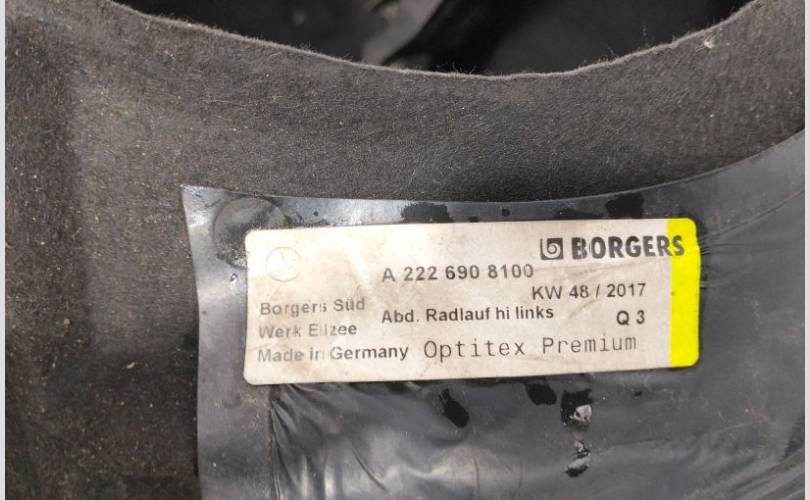 BORGERS
A 222 690 8100
KW 48 / 2017
Borgers Süd
Abd. Radlauf hi links
Q 3
Werk Ellzee
Made in Germany
Optitex Premium